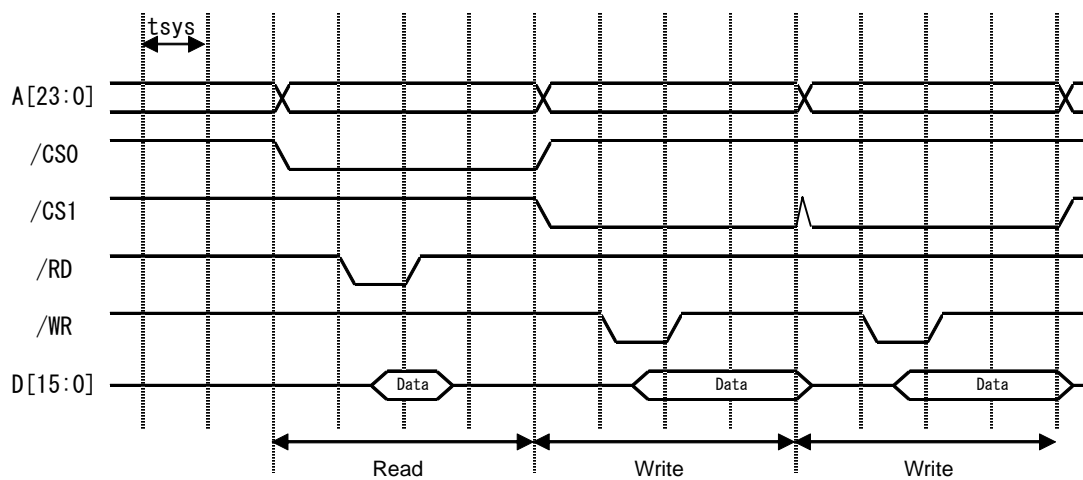 tsys
A[23:0]
/CS0
/CS1
/RD
/WR
D[15:0]
Data
Data
Data
Read
Write
Write